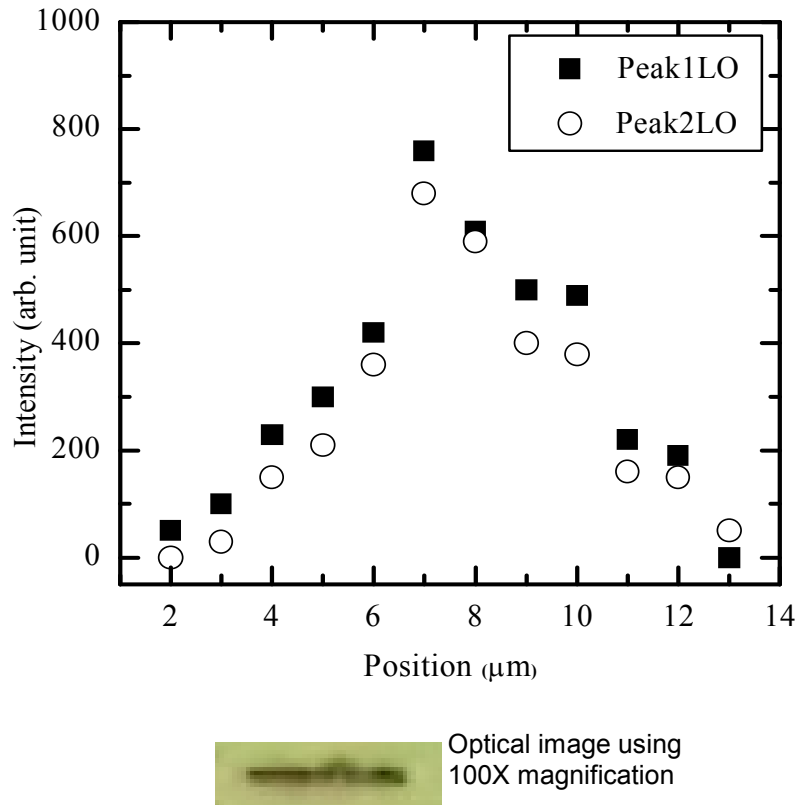 1000
800
600
400
200
0
Intensity (arb. unit)
Peak1LO
Peak2LO
2 4 6 8 10 12 14
Position (μm)
Optical image using
100X magnification